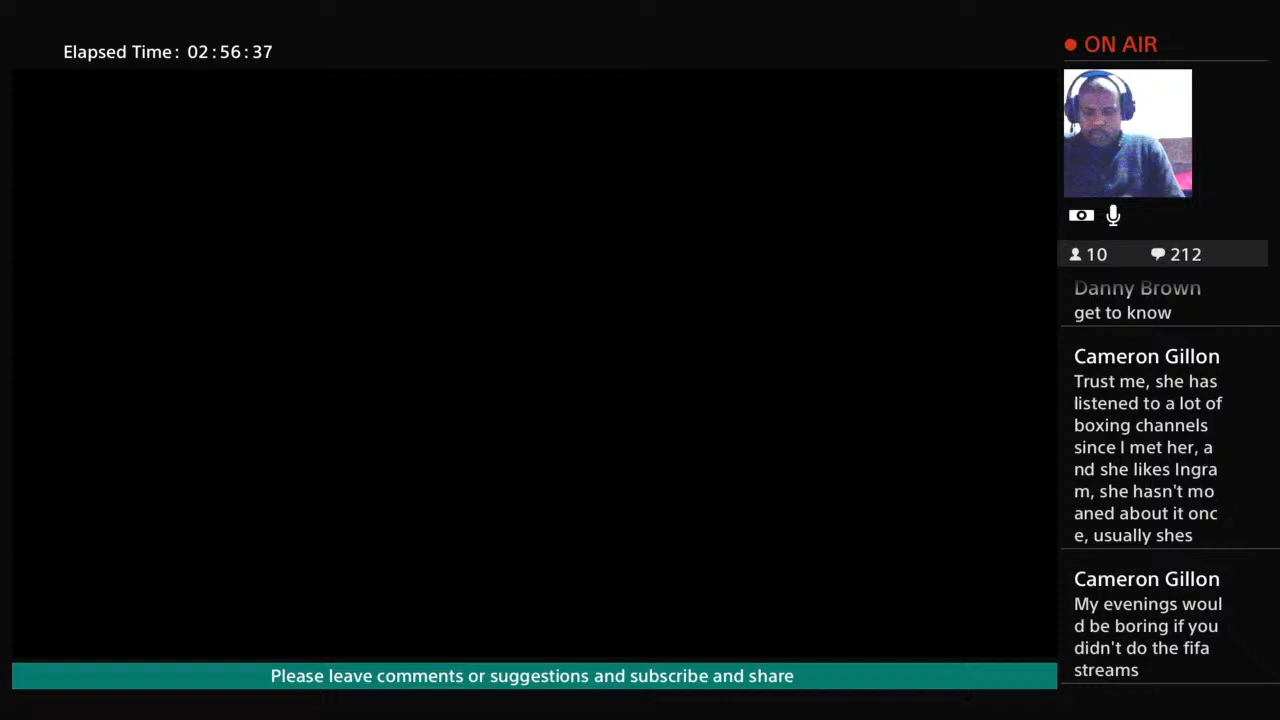 Elapsed Time: 02:56:37
ON AIR
10 212
Danny Brown
get to know
Cameron Gillon
Trust me, she has
listened to a lot of
boxing channels
since I met her, a
nd she likes Ingra
m, she hasn't mo
aned about it onc
e, usually shes
Cameron Gillon
My evenings woul
d be boring if you
didn't do the fifa
streams
Please leave comments or suggestions and subscribe and share